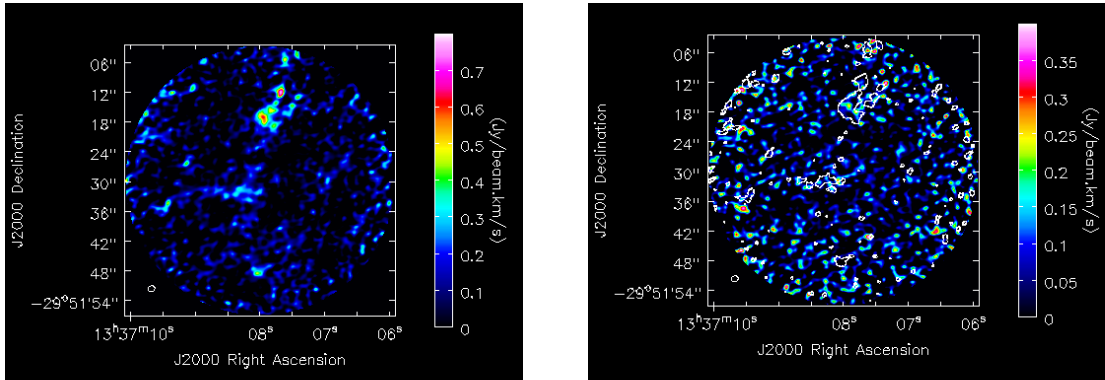 06"
12"
18"
24"
30"
36"
42"
48"
−29°51'54"
J2000 Declination
13ʰ37ᵐ10ˢ
08ˢ
07ˢ
06ˢ
J2000 Right Ascension
0.7
0.6
0.5
0.4
0.3
0.2
0.1
0
(Jy/beam.km/s)
06"
12"
18"
24"
30"
36"
42"
48"
−29°51'54"
J2000 Declination
13ʰ37ᵐ10ˢ
08ˢ
07ˢ
06ˢ
J2000 Right Ascension
0.35
0.3
0.25
0.2
0.15
0.1
0.05
0
(Jy/beam.km/s)